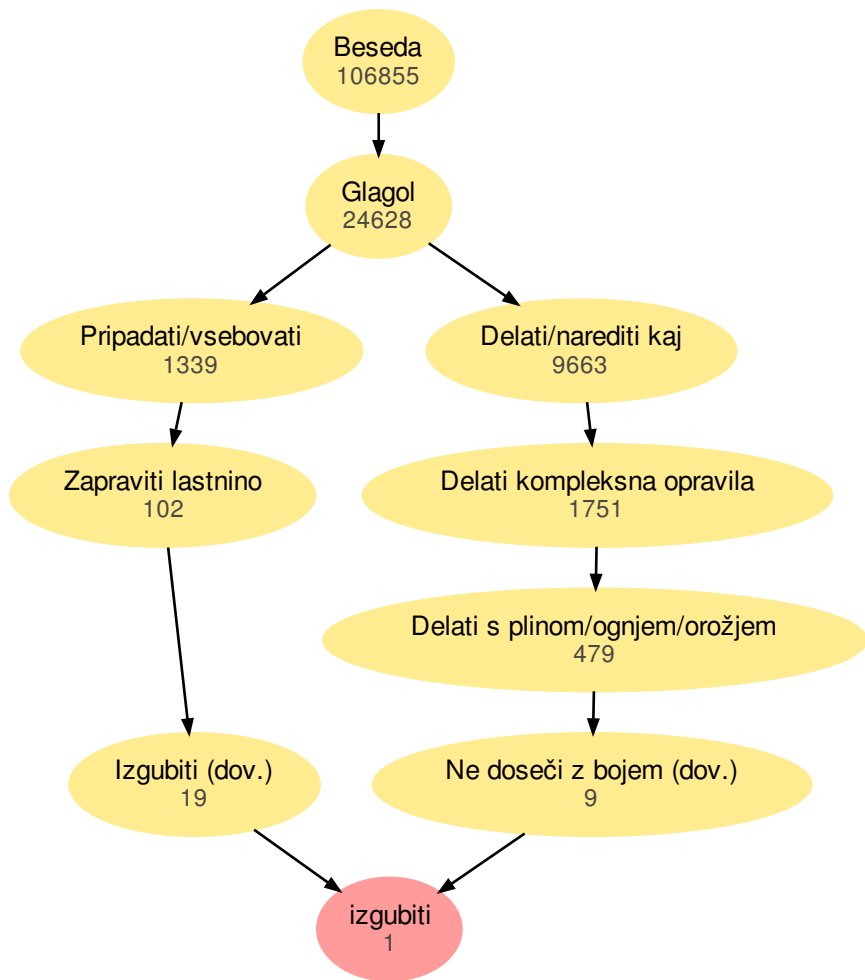 Beseda
106855
Glagol
24628
Pripadati/vsebovati
1339
Delati/narediti kaj
9663
Zapraviti lastnino
102
Delati kompleksna opravila
1751
Delati s plinom/ognjem/orožjem
479
Izgubiti (dov.)
19
Ne doseči z bojem (dov.)
9
izgubiti
1